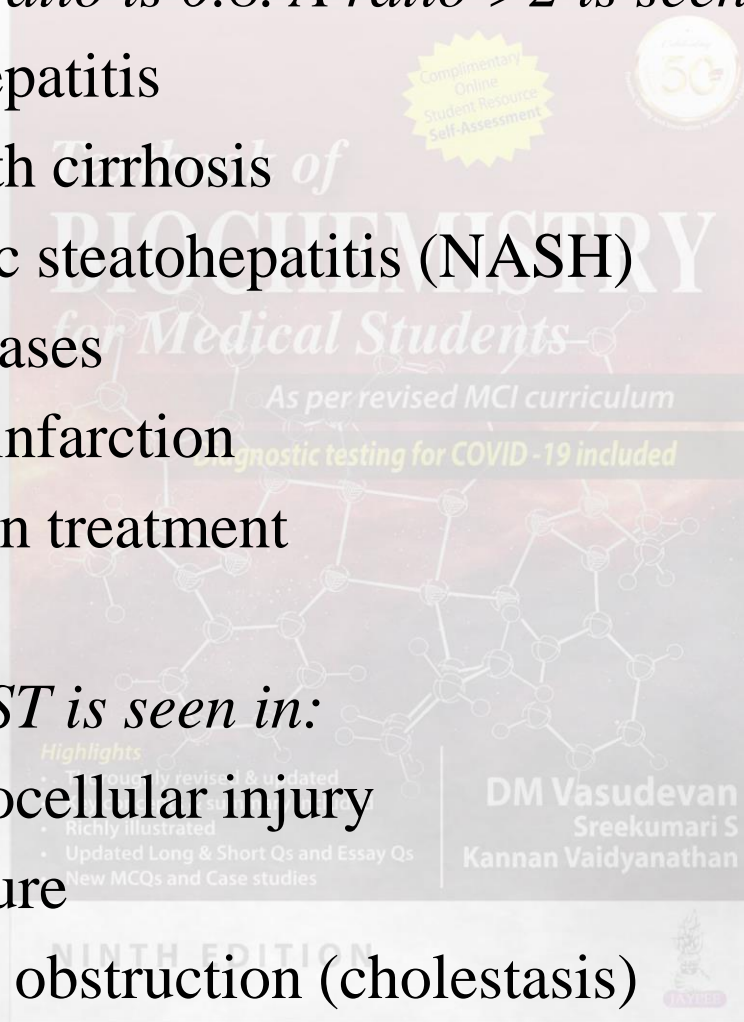 ratio is 0.8. A ratio > 2 is seen
epatitis
th cirrhosis
c steatohepatitis (NASH)
ases
infarction
n treatment
ST is seen in:
ocellular injury
ure
obstruction (cholestasis)
Complimentary
Online
Student Resource
Self-Assessment
50
Textbook of
BIOCHEMISTRY
for Medical Students
As per revised MCI curriculum
Diagnostic testing for COVID-19 included
Highlights
• Thoroughly revised & updated
• Richly illustrated
• Updated Long & Short Qs and Essay Qs
• New MCQs and Case studies
DM Vasudevan
Sreekumari S
Kannan Vaidyanathan
NINTH EDITION
JAYPEE